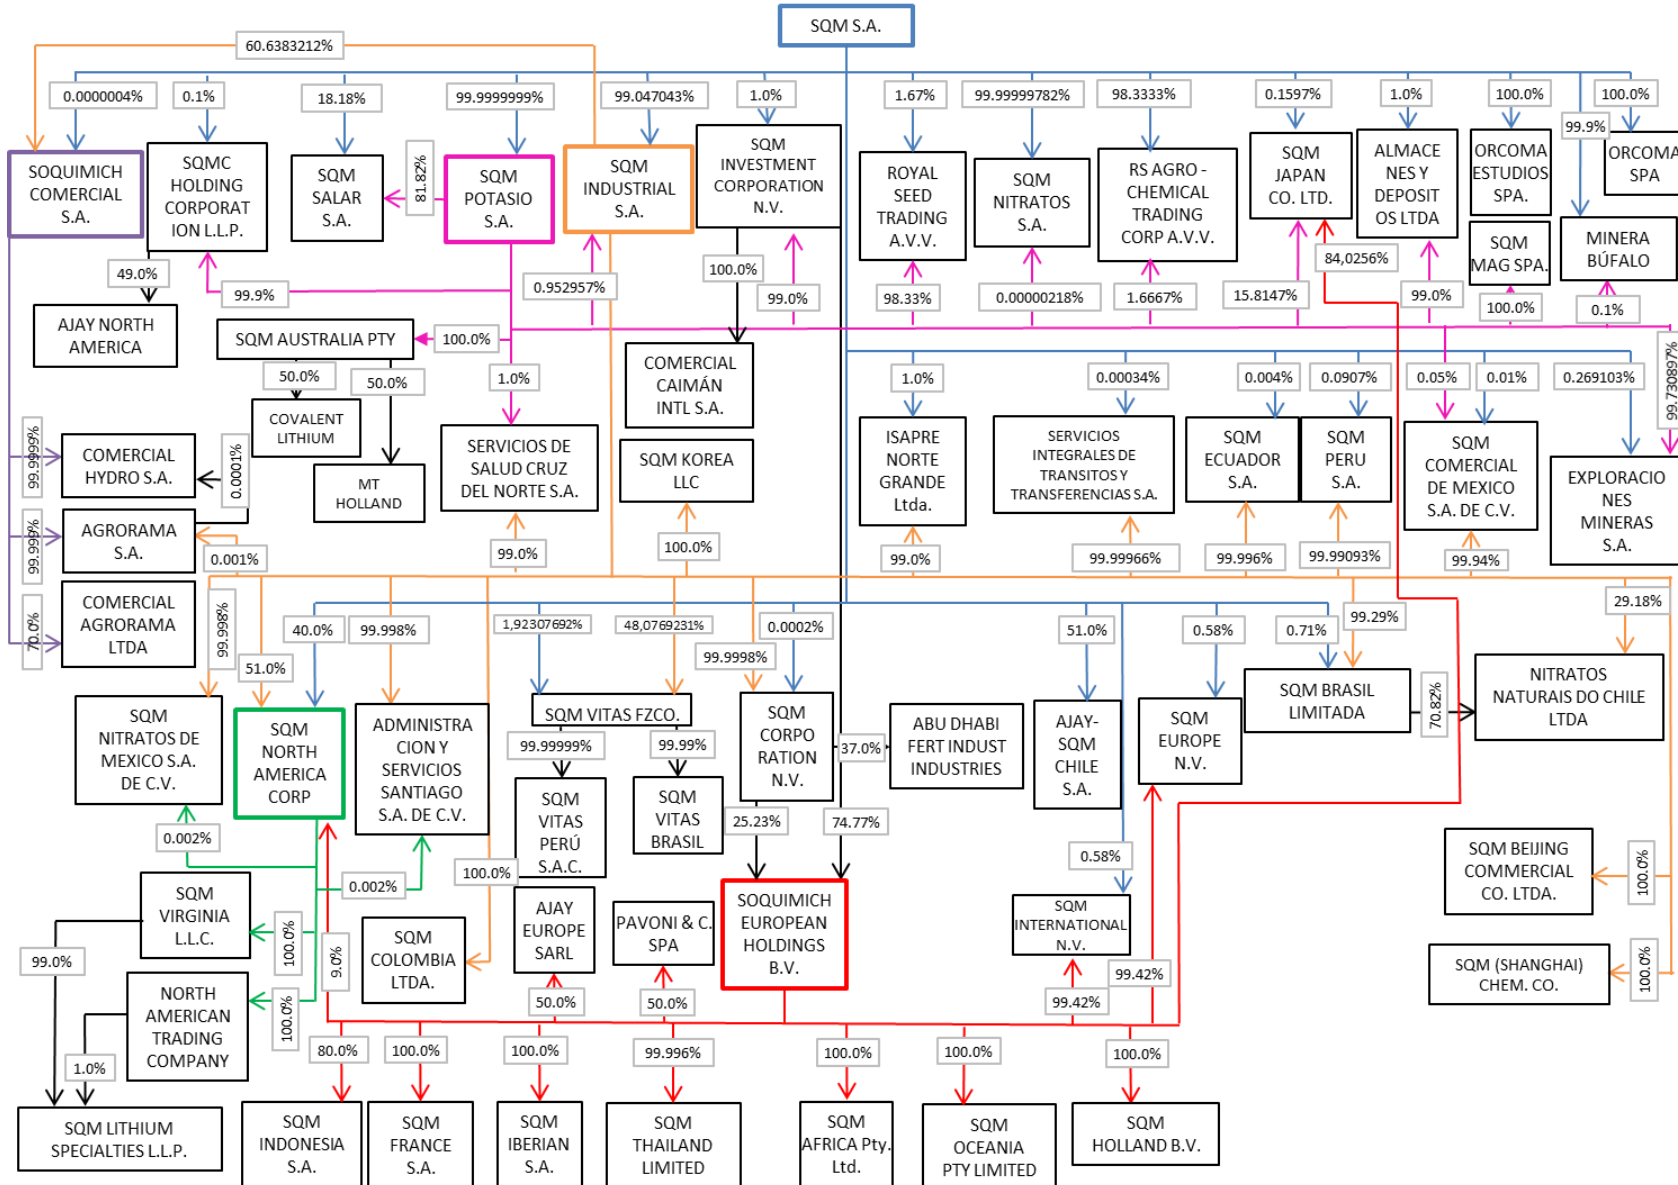 SQM S.A.
60.6383212%
0.0000004%
0.1%
18.18%
99.9999999%
99.047043%
1.0%
1.67%
99.99999782%
98.3333%
0.1597%
1.0%
100.0%
100.0%
99.9%
SOQUIMICH
COMERCIAL
S.A.
SQMC
HOLDING
CORPORAT
ION L.L.P.
SQM
SALAR
S.A.
81.82%
SQM
POTASIO
S.A.
SQM
INDUSTRIAL
S.A.
SQM
INVESTMENT
CORPORATION
N.V.
ROYAL
SEED
TRADING
A.V.V.
SQM
NITRATOS
S.A.
RS AGRO -
CHEMICAL
TRADING
CORP A.V.V.
SQM
JAPAN
CO. LTD.
ALMACE
NES Y
DEPOSIT
OS LTDA
ORCOMA
ESTUDIOS
SPA.
ORCOMA
SPA
SQM
MAG SPA.
MINERA
BÚFALO
49.0%
99.9%
0.952957%
100.0%
99.0%
98.33%
0.00000218%
1.6667%
15.8147%
84,0256%
99.0%
100.0%
0.1%
AJAY NORTH
AMERICA
SQM AUSTRALIA PTY
100.0%
50.0%
50.0%
1.0%
COMERCIAL
CAIMÁN
INTL S.A.
1.0%
0.00034%
0.004%
0.0907%
0.05%
0.01%
0.269103%
99.730897%
COVALENT
LITHIUM
MT
HOLLAND
SERVICIOS DE
SALUD CRUZ
DEL NORTE S.A.
SQM KOREA
LLC
ISAPRE
NORTE
GRANDE
Ltda.
SERVICIOS
INTEGRALES DE
TRANSITOS Y
TRANSFERENCIAS S.A.
SQM
ECUADOR
S.A.
SQM
PERU
S.A.
SQM
COMERCIAL
DE MEXICO
S.A. DE C.V.
EXPLORACIO
NES
MINERAS
S.A.
99.9999%
COMERCIAL
HYDRO S.A.
0.0001%
99.999%
AGRORAMA
S.A.
0.001%
99.0%
100.0%
99.0%
99.99966%
99.996%
99.99093%
99.94%
70.0%
COMERCIAL
AGRORAMA
LTDA
99.998%
51.0%
40.0%
99.998%
1,92307692%
48,0769231%
0.0002%
99.9998%
51.0%
0.58%
0.71%
99.29%
29.18%
SQM
NITRATOS DE
MEXICO S.A.
DE C.V.
SQM
NORTH
AMERICA
CORP
ADMINISTRA
CION Y
SERVICIOS
SANTIAGO
S.A. DE C.V.
SQM VITAS FZCO.
99.99999%
99.99%
SQM
CORPO
RATION
N.V.
37.0%
ABU DHABI
FERT INDUST
INDUSTRIES
AJAY-
SQM
CHILE
S.A.
SQM
EUROPE
N.V.
SQM BRASIL
LIMITADA
70.82%
NITRATOS
NATURAIS DO CHILE
LTDA
SQM
VITAS
PERÚ
S.A.C.
SQM
VITAS
BRASIL
25.23%
74.77%
0.002%
0.002%
100.0%
0.58%
SQM BEIJING
COMMERCIAL
CO. LTDA.
100.0%
SQM
VIRGINIA
L.L.C.
100.0%
9.0%
SQM
COLOMBIA
LTDA.
AJAY
EUROPE
SARL
PAVONI & C.
SPA
SOQUIMICH
EUROPEAN
HOLDINGS
B.V.
SQM
INTERNATIONAL
N.V.
99.42%
SQM (SHANGHAI)
CHEM. CO.
100.0%
99.0%
NORTH
AMERICAN
TRADING
COMPANY
100.0%
50.0%
50.0%
99.42%
1.0%
80.0%
100.0%
100.0%
99.996%
100.0%
100.0%
100.0%
SQM LITHIUM
SPECIALTIES L.L.P.
SQM
INDONESIA
S.A.
SQM
FRANCE
S.A.
SQM
IBERIAN
S.A.
SQM
THAILAND
LIMITED
SQM
AFRICA Pty.
Ltd.
SQM
OCEANIA
PTY LIMITED
SQM
HOLLAND B.V.